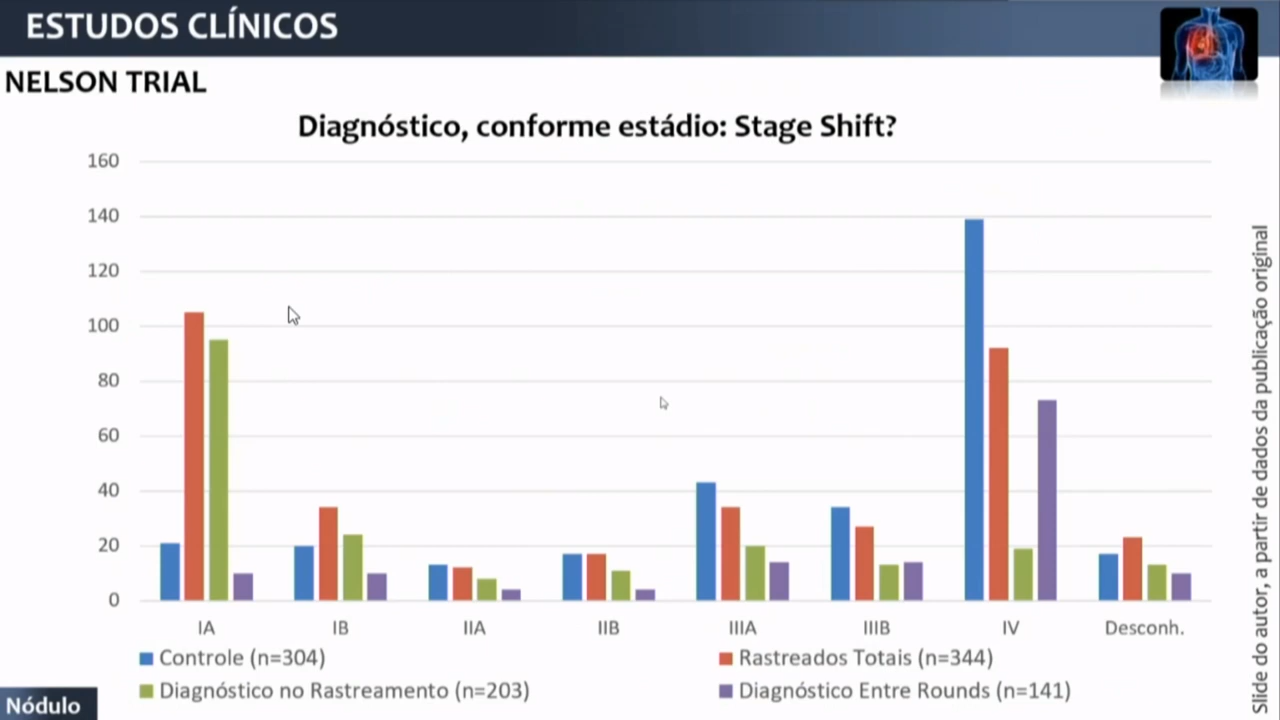 ESTUDOS CLÍNICOS
NELSON TRIAL
Diagnóstico, conforme estádio: Stage Shift?
160
140
120
100
80
60
40
20
0
IA IB IIA IIB IIIA IIIB IV Desconh.
Controle (n=304) Rastreados Totais (n=344)
Diagnóstico no Rastreamento (n=203) Diagnóstico Entre Rounds (n=141)
Slide do autor, a partir de dados da publicação original
Nódulo